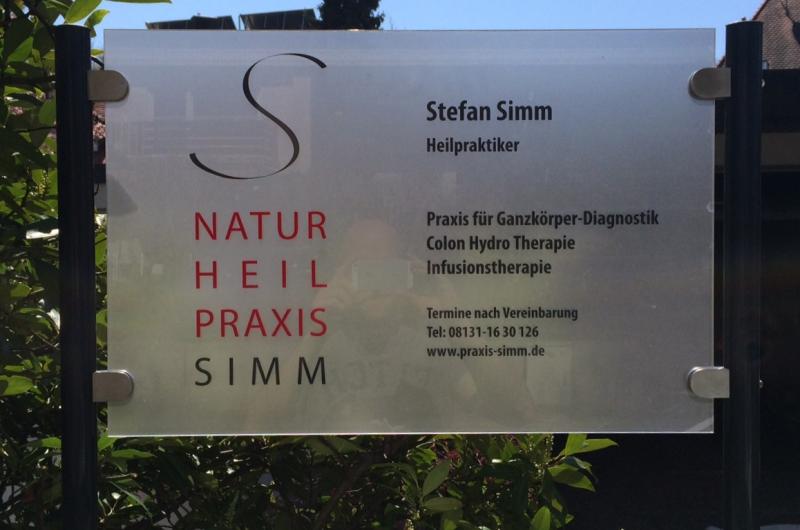 S
NATUR
HEIL
PRAXIS
SIMM
Stefan Simm
Heilpraktiker
Praxis für Ganzkörper-Diagnostik
Colon Hydro Therapie
Infusionstherapie
Termine nach Vereinbarung
Tel: 08131-16 30 126
www.praxis-simm.de